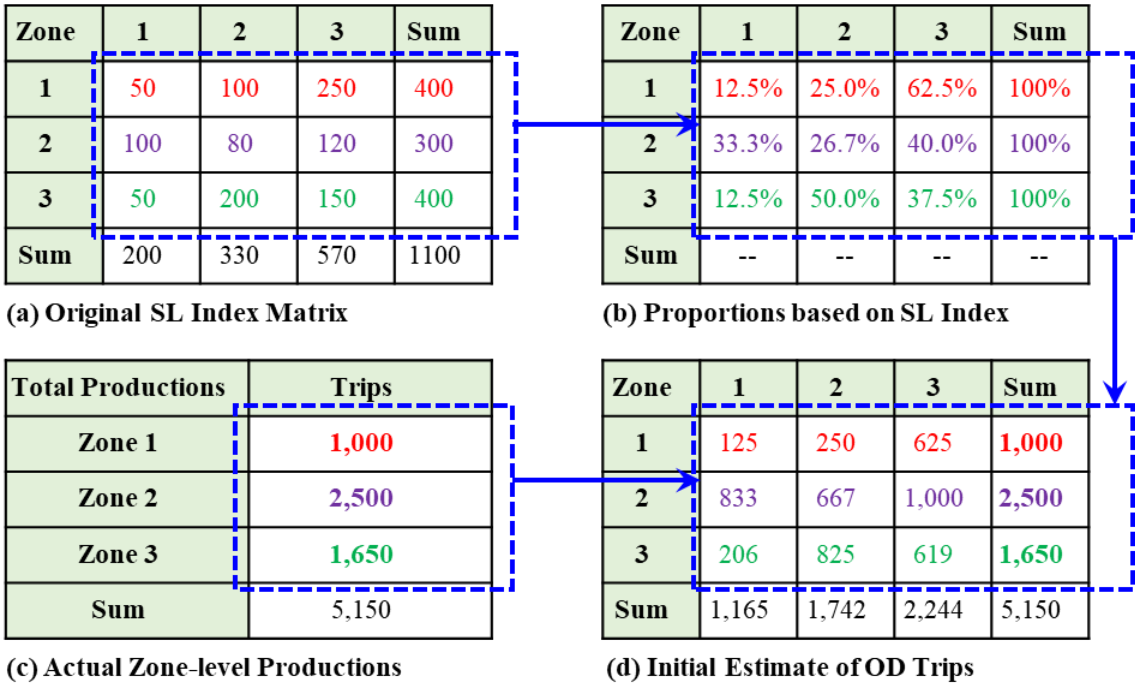 Zone 1 2 3 Sum
1 50 100 250 400
2 100 80 120 300
3 50 200 150 400
Sum 200 330 570 1100
(a) Original SL Index Matrix
Zone 1 2 3 Sum
1 12.5% 25.0% 62.5% 100%
2 33.3% 26.7% 40.0% 100%
3 12.5% 50.0% 37.5% 100%
Sum -- -- -- --
(b) Proportions based on SL Index
Total Productions Trips
Zone 1 1,000
Zone 2 2,500
Zone 3 1,650
Sum 5,150
(c) Actual Zone-level Productions
Zone 1 2 3 Sum
1 125 250 625 1,000
2 833 667 1,000 2,500
3 206 825 619 1,650
Sum 1,165 1,742 2,244 5,150
(d) Initial Estimate of OD Trips